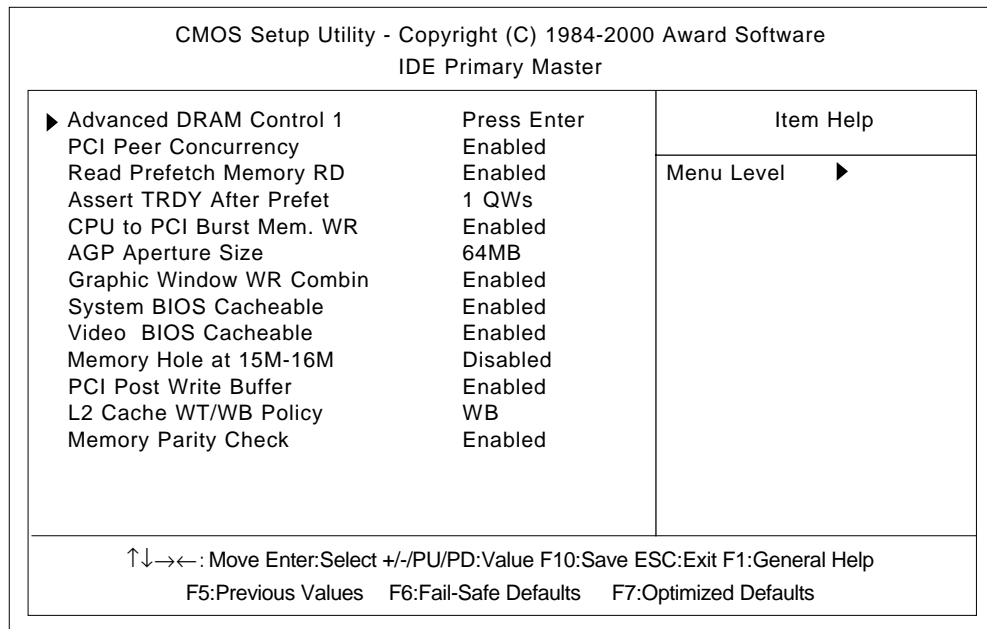 CMOS Setup Utility - Copyright (C) 1984-2000 Award Software
IDE Primary Master
Advanced DRAM Control 1 Press Enter
PCI Peer Concurrency Enabled
Read Prefetch Memory RD Enabled
Assert TRDY After Prefet 1 QWs
CPU to PCI Burst Mem. WR Enabled
AGP Aperture Size 64MB
Graphic Window WR Combin Enabled
System BIOS Cacheable Enabled
Video BIOS Cacheable Enabled
Memory Hole at 15M-16M Disabled
PCI Post Write Buffer Enabled
L2 Cache WT/WB Policy WB
Memory Parity Check Enabled
Item Help
Menu Level
↑↓→←: Move Enter:Select +/-/PU/PD:Value F10:Save ESC:Exit F1:General Help
F5:Previous Values F6:Fail-Safe Defaults F7:Optimized Defaults